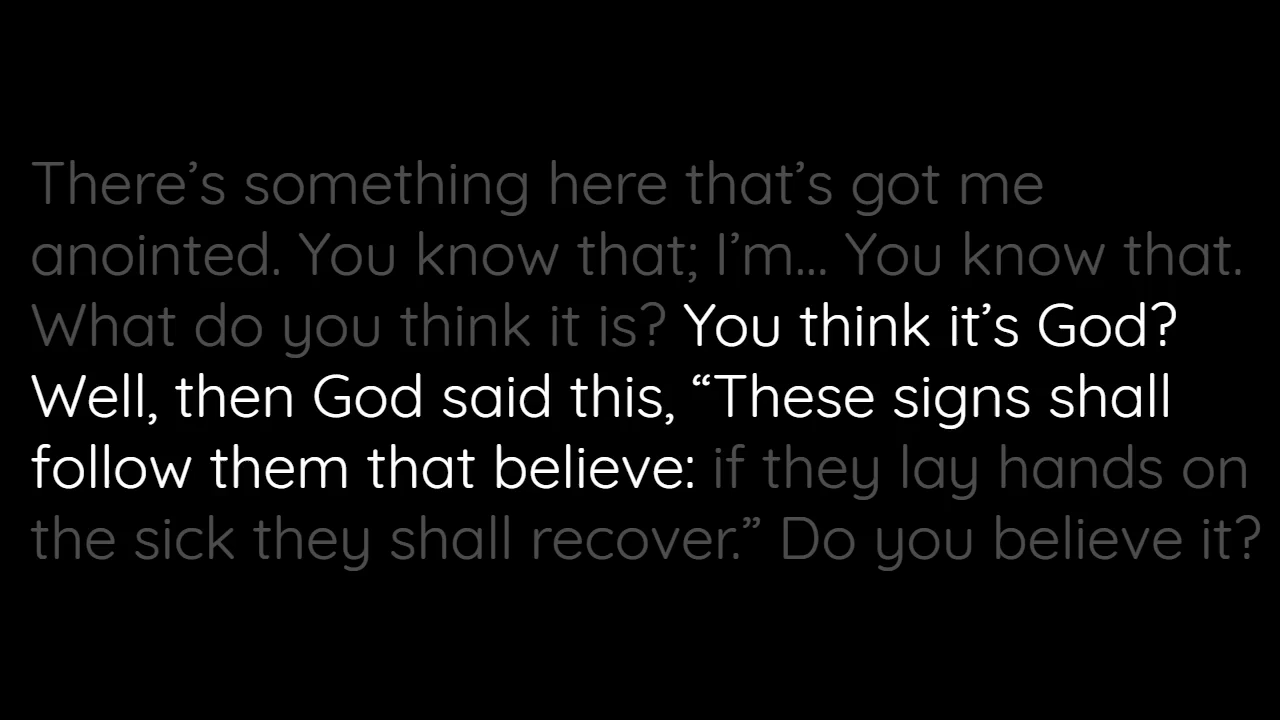 There’s something here that’s got me
anointed. You know that; I’m... You know that.
What do you think it is? You think it’s God?
Well, then God said this, “These signs shall
follow them that believe: if they lay hands on
the sick they shall recover.” Do you believe it?